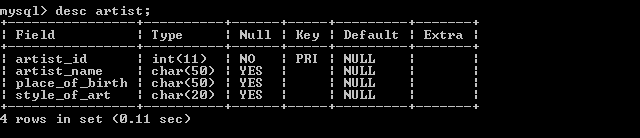 mysql> desc artist;
+----------------+----------+------+-----+---------+-------+
| Field          | Type     | Null | Key | Default | Extra |
+----------------+----------+------+-----+---------+-------+
| artist_id      | int(11)  | NO   | PRI | NULL    |       |
| artist_name    | char(50) | YES  |     | NULL    |       |
| place_of_birth | char(50) | YES  |     | NULL    |       |
| style_of_art   | char(20) | YES  |     | NULL    |       |
+----------------+----------+------+-----+---------+-------+
4 rows in set (0.11 sec)